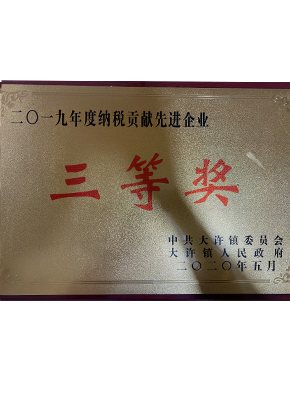 二〇一九年度纳税贡献先进企业
三等奖
中共大许镇委员会
大许镇人民政府
二〇二〇年五月